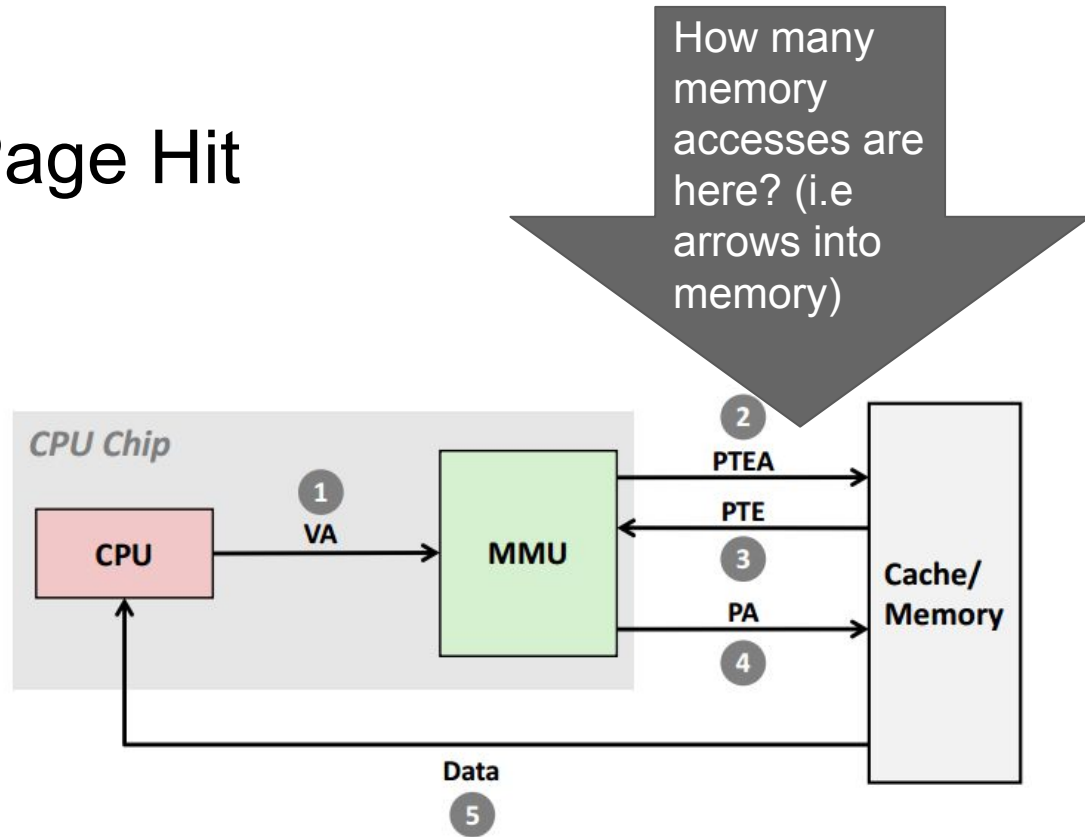 How many
memory
accesses are
here? (i.e
arrows into
memory)
Page Hit
CPU Chip
2
PTEA
1
VA
PTE
CPU
MMU
3
Cache/
Memory
PA
4
Data
5